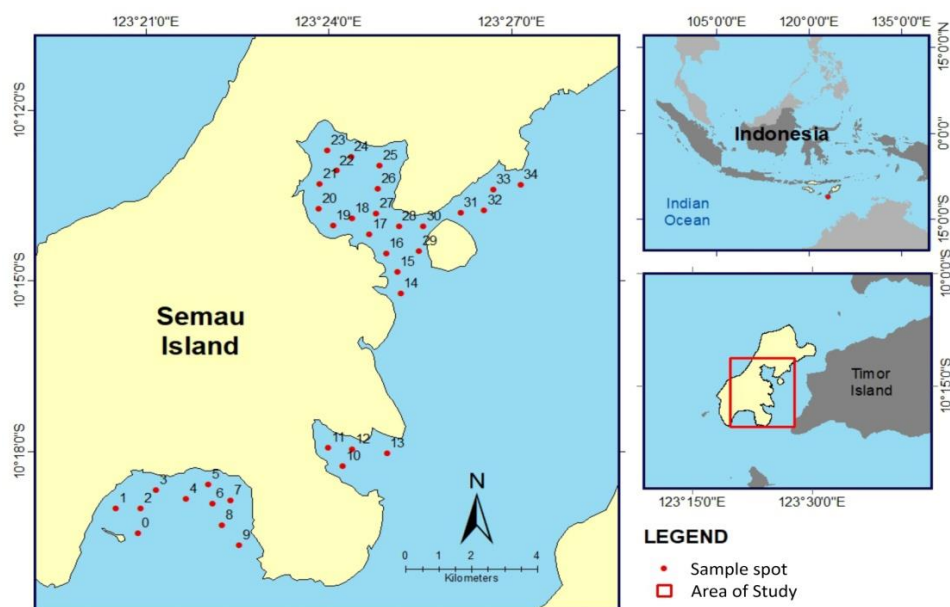 123°21'0"E 123°24'0"E 123°27'0"E
10°12'0"S
10°15'0"S
10°18'0"S
23
24
22
25
21
26
20
18
27
19
17
28
30
31
32
33
34
16
29
15
14
Semau
Island
11
12
13
10
5
3
4
6
7
1
2
8
0
9
N
0 1 2 4
Kilometers
105°0'0"E 120°0'0"E 135°0'0"E
15°0'0"N
0°0'0"
15°0'0"S
Indonesia
Indian
Ocean
10°0'0"S
10°15'0"S
Timor
Island
123°15'0"E 123°30'0"E
LEGEND
Sample spot
Area of Study